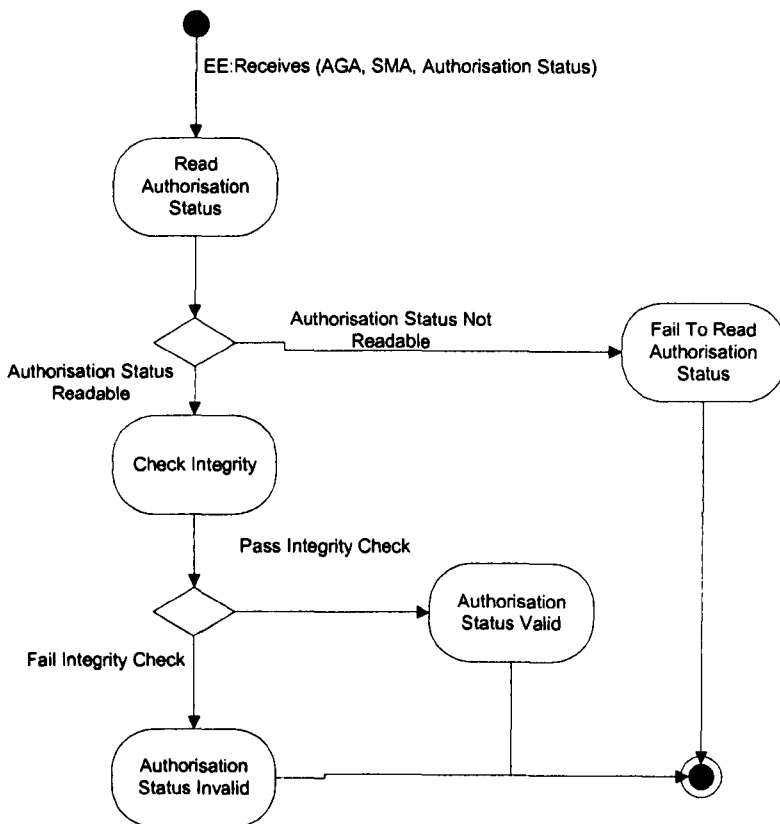 EE:Receives (AGA, SMA, Authorisation Status)
Read
Authorisation
Status
Authorisation Status Not
Readable
Fail To Read
Authorisation
Status
Authorisation Status
Readable
Check Integrity
Pass Integrity Check
Authorisation
Status Valid
Fail Integrity Check
Authorisation
Status Invalid